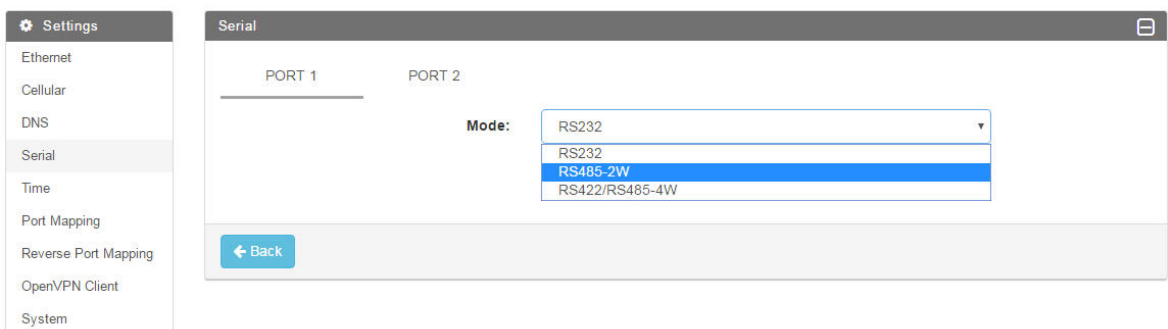 Settings
Ethernet
Cellular
DNS
Serial
Time
Port Mapping
Reverse Port Mapping
OpenVPN Client
System
Serial
PORT 1 PORT 2
Mode: RS232
RS232
RS485-2W
RS422/RS485-4W
Back